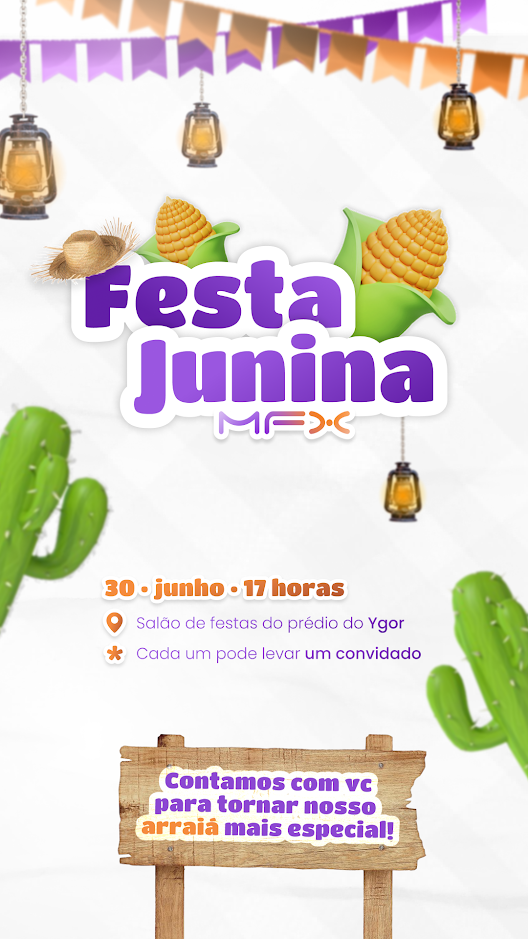 Festa
Junina
MFX
30 • junho • 17 horas
Salão de festas do prédio do Ygor
* Cada um pode levar um convidado
Contamos com vc
para tornar nosso
arraiá mais especial!